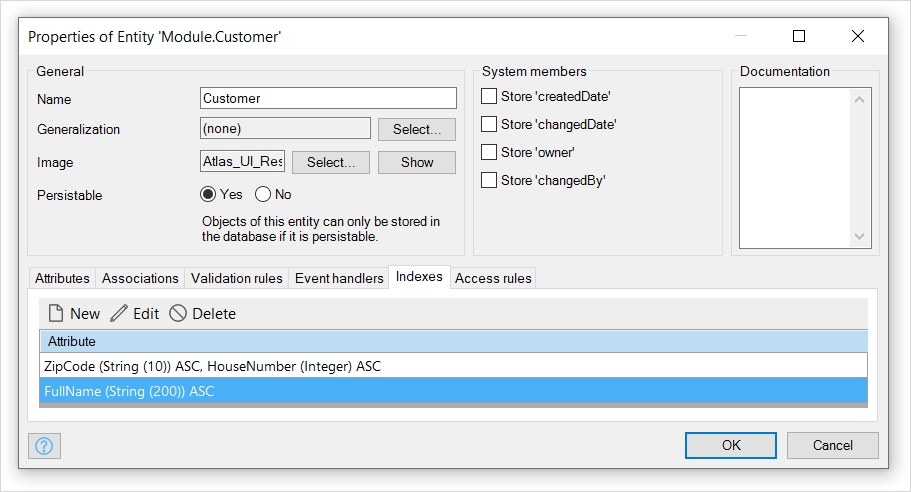 Properties of Entity 'Module.Customer'
General
Name
Customer
Generalization
(none)
Select...
Image
Atlas_UI_Res
Select...
Show
Persistable
Yes
No
Objects of this entity can only be stored in
the database if it is persistable.
System members
Store 'createdDate'
Store 'changedDate'
Store 'owner'
Store 'changedBy'
Documentation
Attributes
Associations
Validation rules
Event handlers
Indexes
Access rules
New
Edit
Delete
Attribute
ZipCode (String (10)) ASC, HouseNumber (Integer) ASC
FullName (String (200)) ASC
?
OK
Cancel